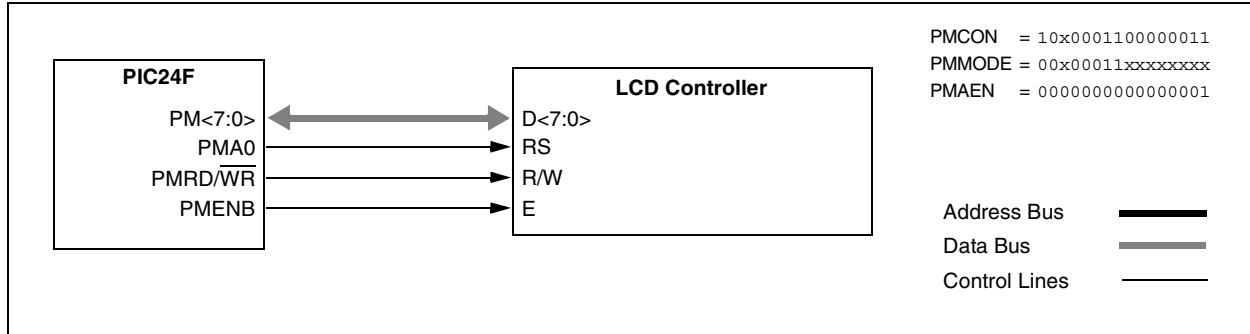 PMCON = 10x0001100000011
PMMODE = 00x00011xxxxxxxx
PMAEN = 0000000000000001
PIC24F
PM<7:0>
PMA0
PMRD/WR
PMENB
LCD Controller
D<7:0>
RS
R/W
E
Address Bus
Data Bus
Control Lines